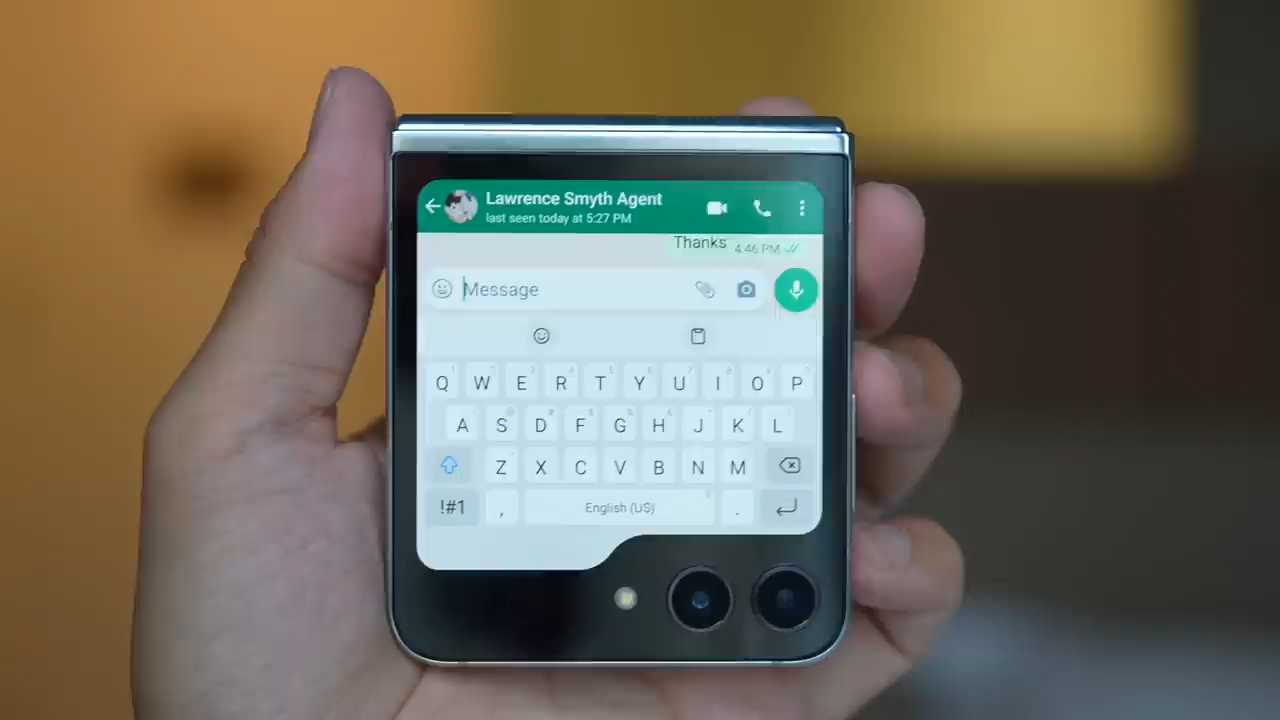 Lawrence Smyth Agent
last seen today at 5:27 PM
Thanks 4:46 PM
Message
Q W E R T Y U I O P
A S D F G H J K L
Z X C V B N M
!#1 , English (US) .